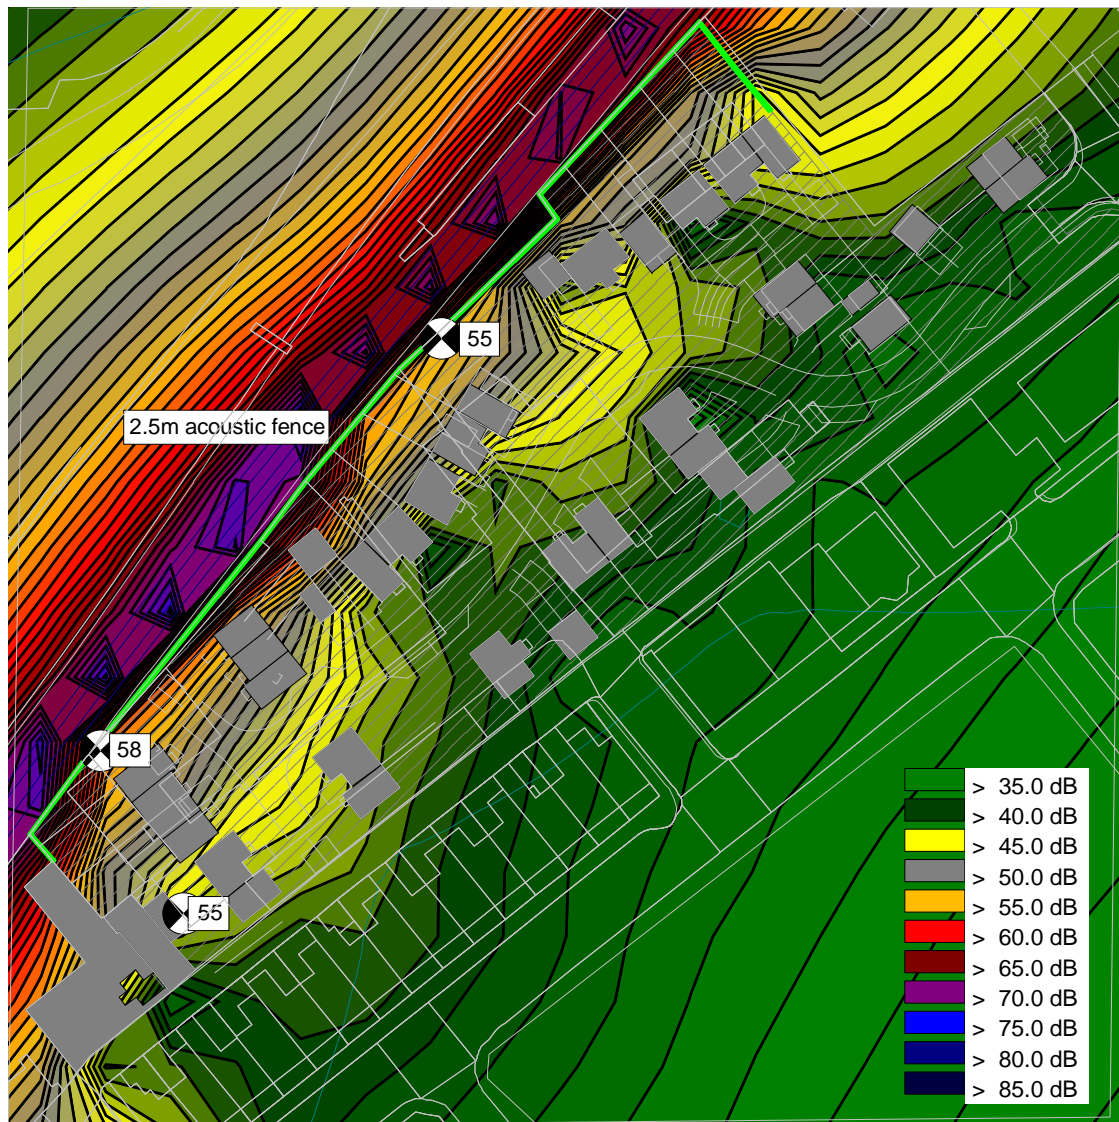 55
2.5m acoustic fence
58
55
> 35.0 dB
> 40.0 dB
> 45.0 dB
> 50.0 dB
> 55.0 dB
> 60.0 dB
> 65.0 dB
> 70.0 dB
> 75.0 dB
> 80.0 dB
> 85.0 dB